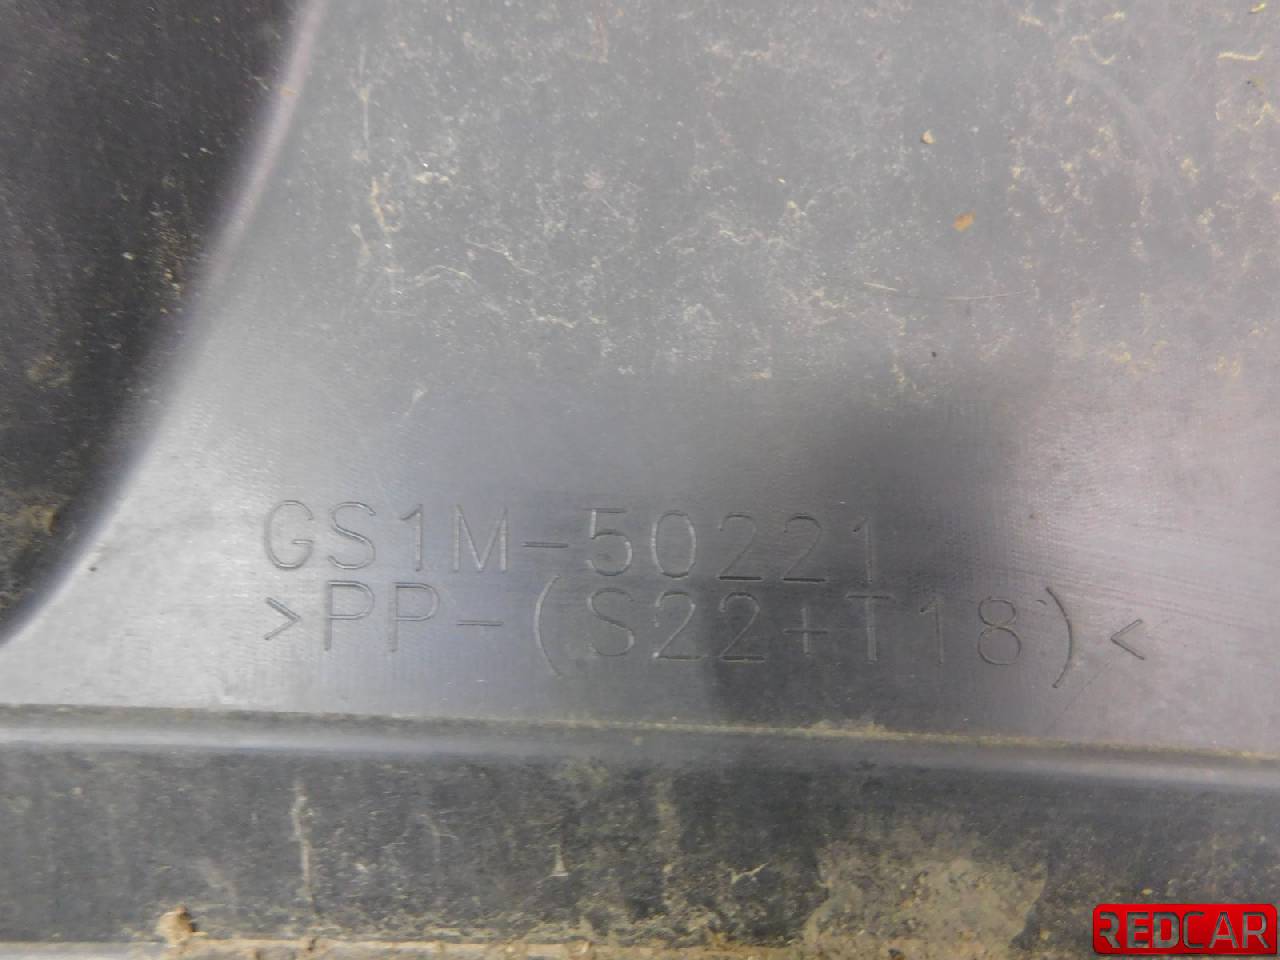 GS1M-50221
>PP-(S22+T18)<
REDCAR